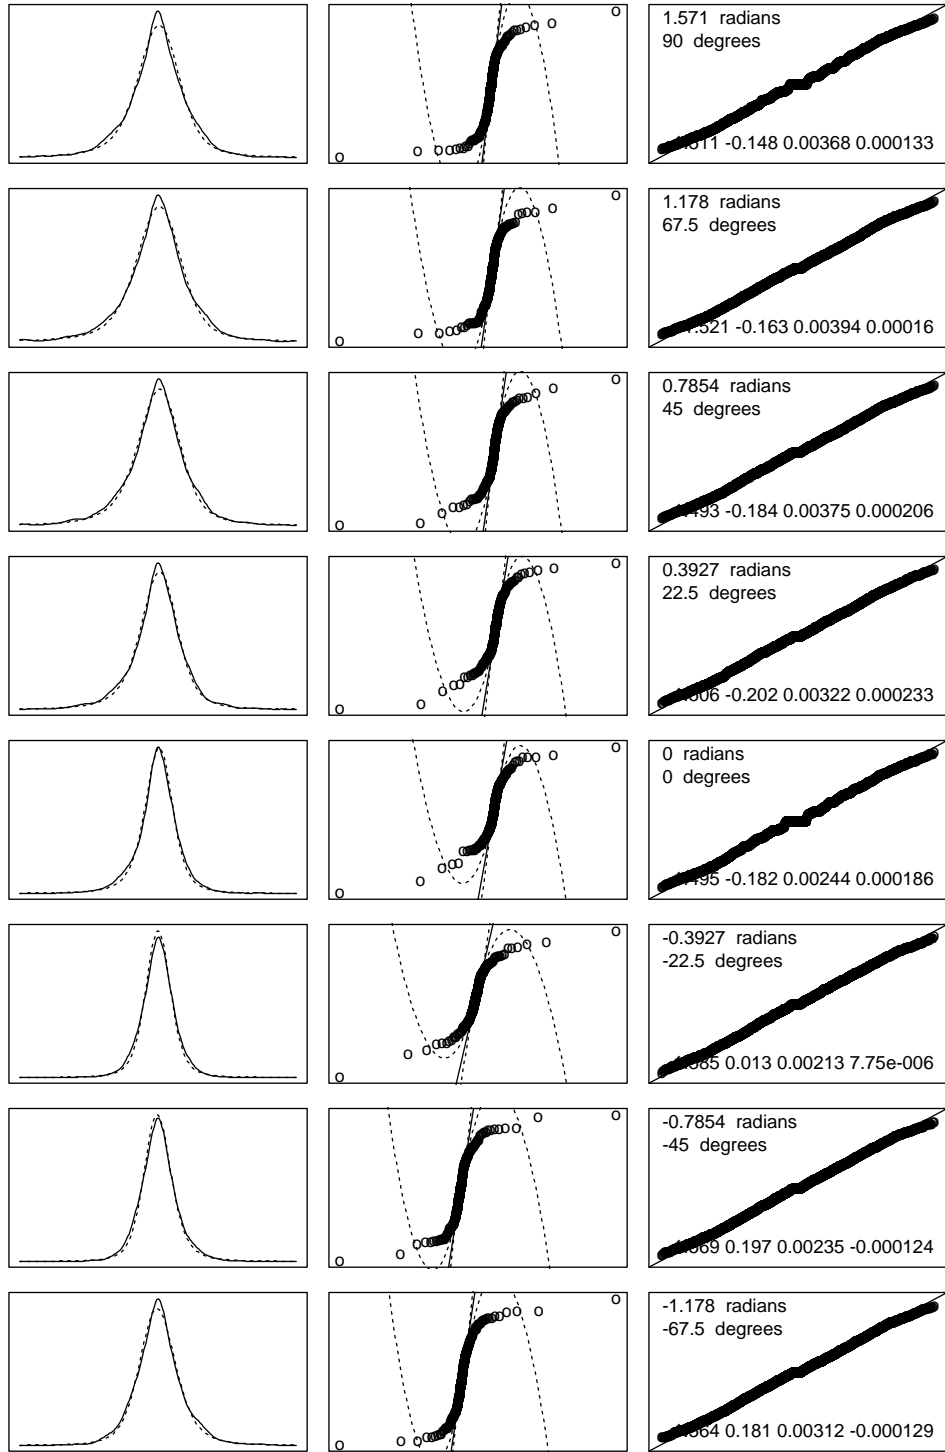 1.571 radians
90 degrees
-0.148 0.00368 0.000133
1.178 radians
67.5 degrees
-0.163 0.00394 0.00016
0.7854 radians
45 degrees
-0.184 0.00375 0.000206
0.3927 radians
22.5 degrees
-0.202 0.00322 0.000233
0 radians
0 degrees
-0.182 0.00244 0.000186
-0.3927 radians
-22.5 degrees
0.013 0.00213 7.75e-006
-0.7854 radians
-45 degrees
0.197 0.00235 -0.000124
-1.178 radians
-67.5 degrees
0.181 0.00312 -0.000129